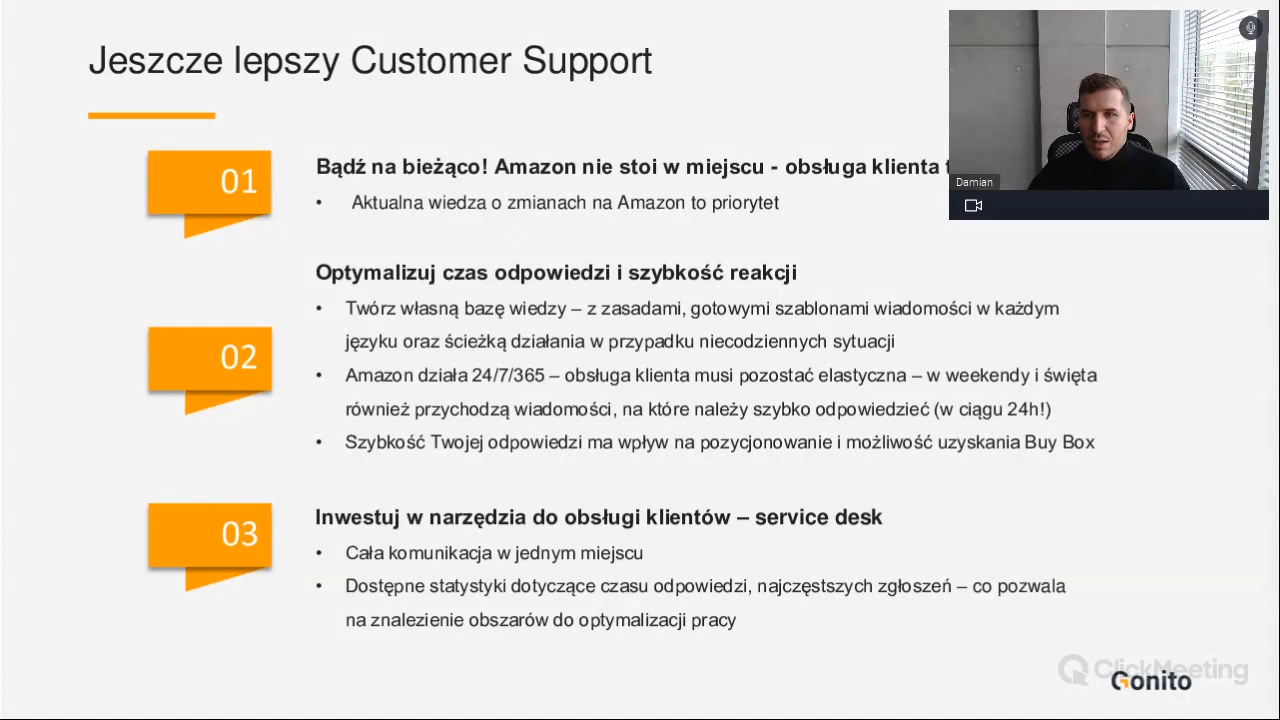 Jeszcze lepszy Customer Support
Damian
01
Bądź na bieżąco! Amazon nie stoi w miejscu - obsługa klienta
• Aktualna wiedza o zmianach na Amazon to priorytet
02
Optymalizuj czas odpowiedzi i szybkość reakcji
• Twórz własną bazę wiedzy – z zasadami, gotowymi szablonami wiadomości w każdym
języku oraz ścieżką działania w przypadku niecodziennych sytuacji
• Amazon działa 24/7/365 – obsługa klienta musi pozostać elastyczna – w weekendy i święta
również przychodzą wiadomości, na które należy szybko odpowiedzieć (w ciągu 24h!)
• Szybkość Twojej odpowiedzi ma wpływ na pozycjonowanie i możliwość uzyskania Buy Box
03
Inwestuj w narzędzia do obsługi klientów – service desk
• Cała komunikacja w jednym miejscu
• Dostępne statystyki dotyczące czasu odpowiedzi, najczęstszych zgłoszeń – co pozwala
na znalezienie obszarów do optymalizacji pracy
ClickMeeting
Gonito